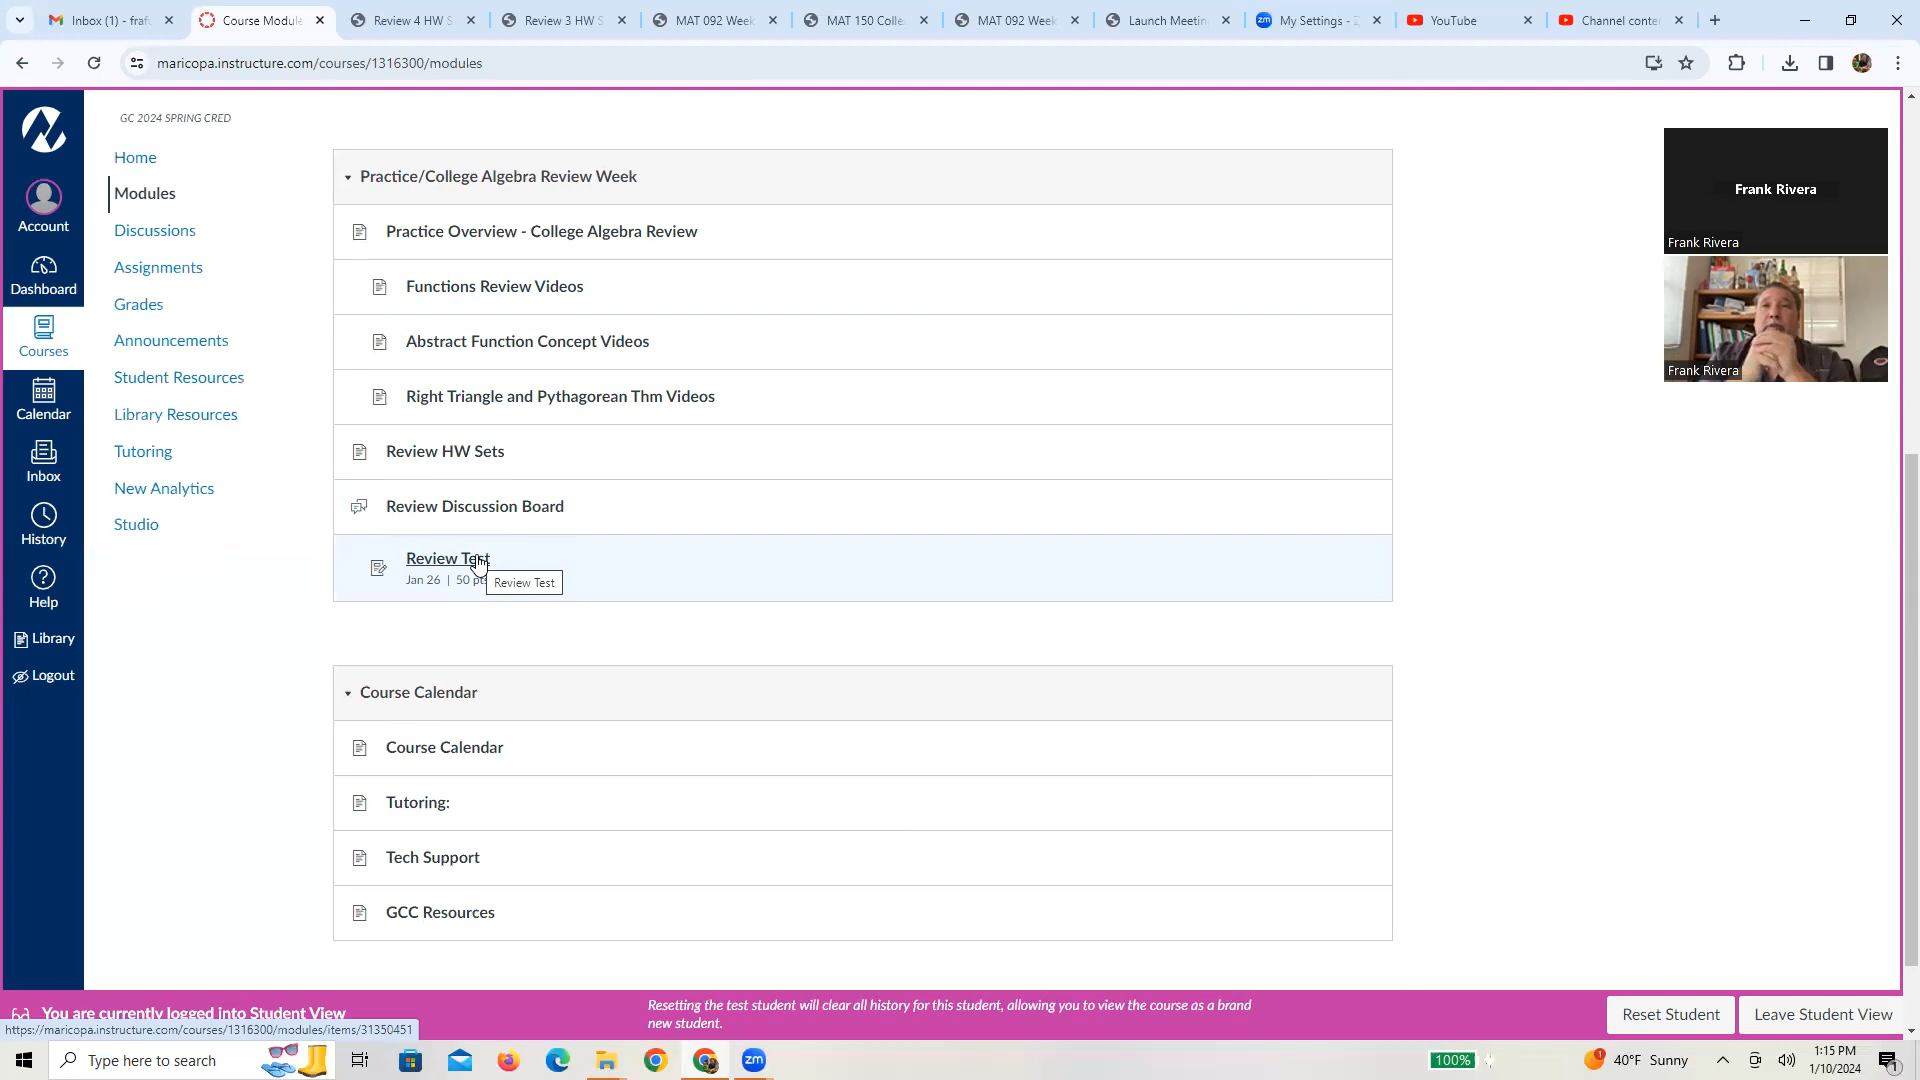 Inbox (1) - frafu
Course Module
Review 4 HW S
Review 3 HW S
MAT 092 Week
MAT 150 Colle
MAT 092 Week
Launch Meetin
My Settings - Z
YouTube
Channel conte
maricopa.instructure.com/courses/1316300/modules
GC 2024 SPRING CRED
Home
Modules
Discussions
Assignments
Grades
Announcements
Student Resources
Library Resources
Tutoring
New Analytics
Studio
Account
Dashboard
Courses
Calendar
Inbox
History
Help
Library
Logout
Practice/College Algebra Review Week
Practice Overview - College Algebra Review
Functions Review Videos
Abstract Function Concept Videos
Right Triangle and Pythagorean Thm Videos
Review HW Sets
Review Discussion Board
Review Test
Jan 26 | 50 pts
Review Test
Course Calendar
Course Calendar
Tutoring:
Tech Support
GCC Resources
Frank Rivera
Frank Rivera
Frank Rivera
You are currently logged into Student View
Resetting the test student will clear all history for this student, allowing you to view the course as a brand
new student.
Reset Student
Leave Student View
https://maricopa.instructure.com/courses/1316300/modules/items/31350451
Type here to search
zm
100%
1
40°F Sunny
1:15 PM
1/10/2024
1